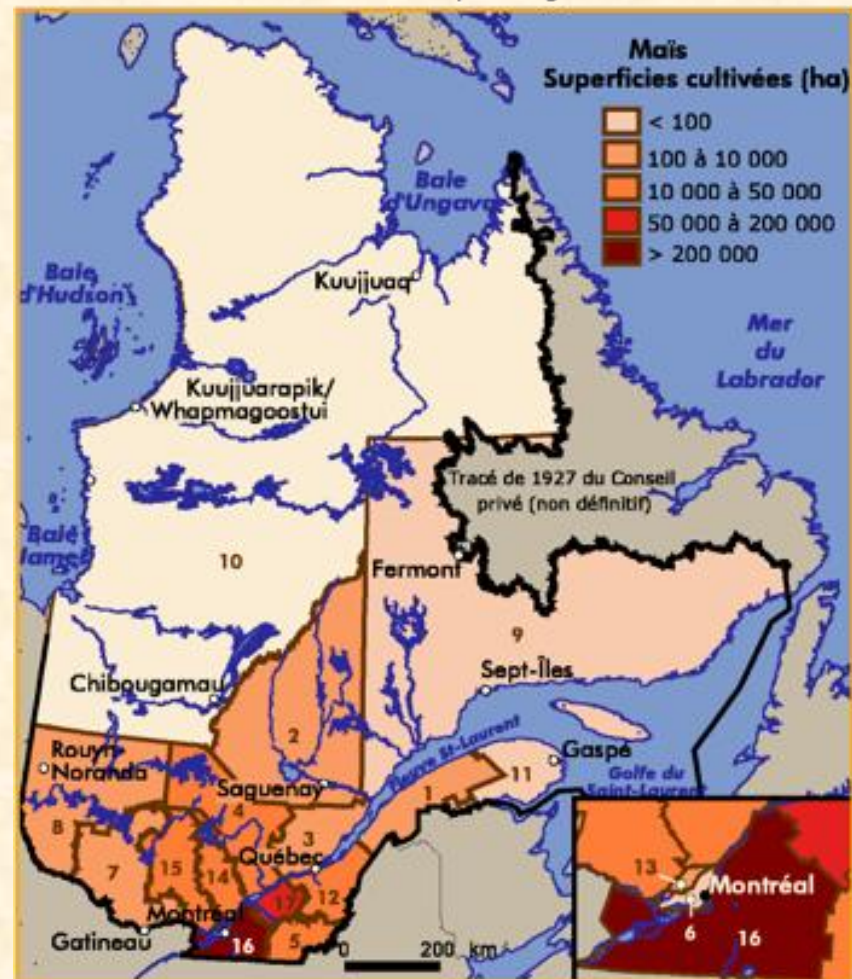 Maïs
Superficies cultivées (ha)
< 100
100 à 10 000
10 000 à 50 000
50 000 à 200 000
> 200 000
Baie
d'Ungava
Kuujjuaq
Baie
d'Hudson
Mer
du
Labrador
Kuujjuarapik/
Whapmagoostui
Tracé de 1927 du Conseil
privé (non définitif)
Baie
James
10
Fermont
9
Chibougamau
Sept-Îles
2
Rouyn-
Noranda
Fleuve St-Laurent
Gaspé
11
Saguenay
1
Golfe du
Saint-Laurent
4
8
3
7
15
14
Québec
13
17
12
Montréal
Montréal
6
Gatineau
16
5
16
0
200 km